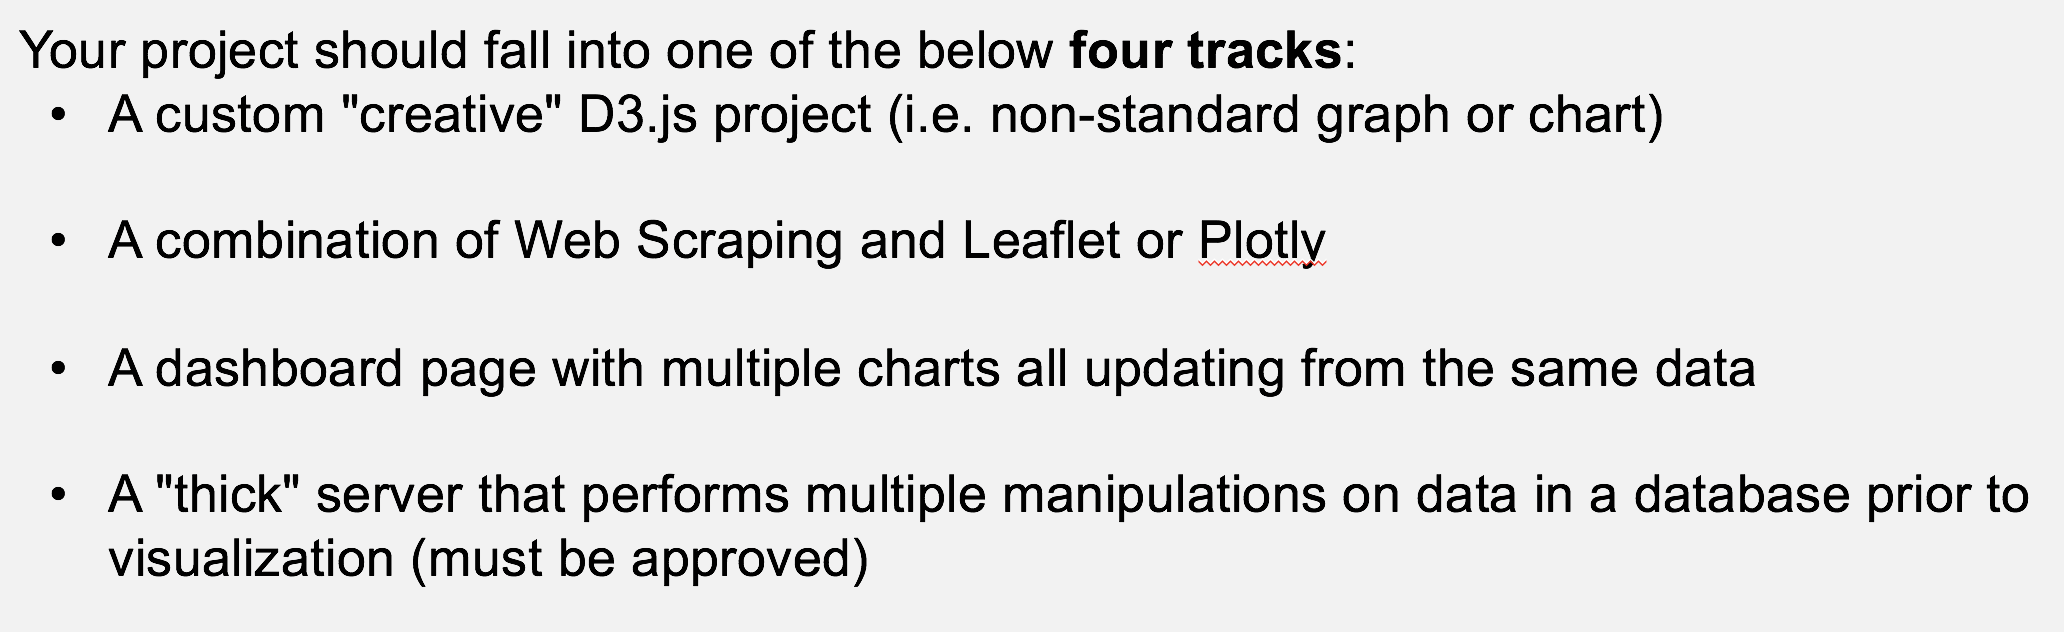 Your project should fall into one of the below four tracks:
• A custom "creative" D3.js project (i.e. non-standard graph or chart)
• A combination of Web Scraping and Leaflet or Plotly
• A dashboard page with multiple charts all updating from the same data
• A "thick" server that performs multiple manipulations on data in a database prior to
visualization (must be approved)